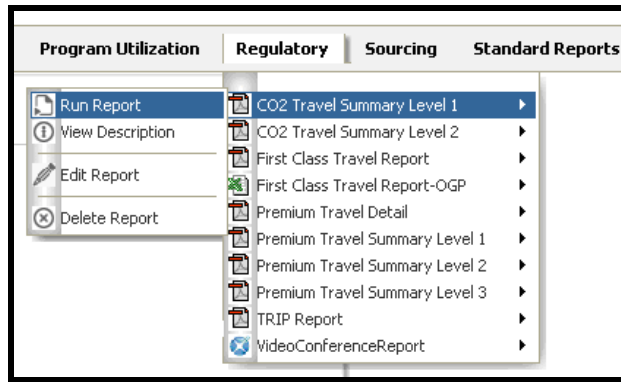 Program Utilization Regulatory Sourcing Standard Reports
Run Report
View Description
Edit Report
Delete Report
CO2 Travel Summary Level 1
CO2 Travel Summary Level 2
First Class Travel Report
First Class Travel Report-OGP
Premium Travel Detail
Premium Travel Summary Level 1
Premium Travel Summary Level 2
Premium Travel Summary Level 3
TRIP Report
VideoConferenceReport